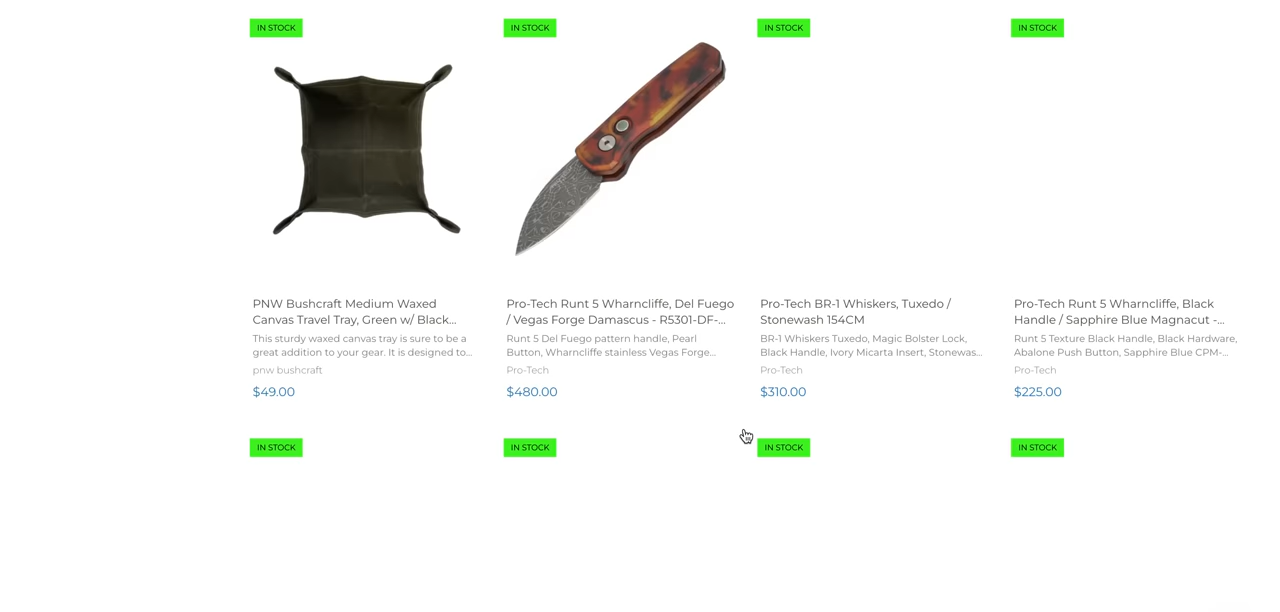 IN STOCK
IN STOCK
IN STOCK
IN STOCK
PNW Bushcraft Medium Waxed
Canvas Travel Tray, Green w/ Black...
This sturdy waxed canvas tray is sure to be a
great addition to your gear. It is designed to...
pnw bushcraft
$49.00
Pro-Tech Runt 5 Wharncliffe, Del Fuego
/ Vegas Forge Damascus - R5301-DF-...
Runt 5 Del Fuego pattern handle, Pearl
Button, Wharncliffe stainless Vegas Forge...
Pro-Tech
$480.00
Pro-Tech BR-1 Whiskers, Tuxedo /
Stonewash 154CM
BR-1 Whiskers Tuxedo, Magic Bolster Lock,
Black Handle, Ivory Micarta Insert, Stonewas...
Pro-Tech
$310.00
Pro-Tech Runt 5 Wharncliffe, Black
Handle / Sapphire Blue Magnacut -...
Runt 5 Texture Black Handle, Black Hardware,
Abalone Push Button, Sapphire Blue CPM-...
Pro-Tech
$225.00
IN STOCK
IN STOCK
IN STOCK
IN STOCK